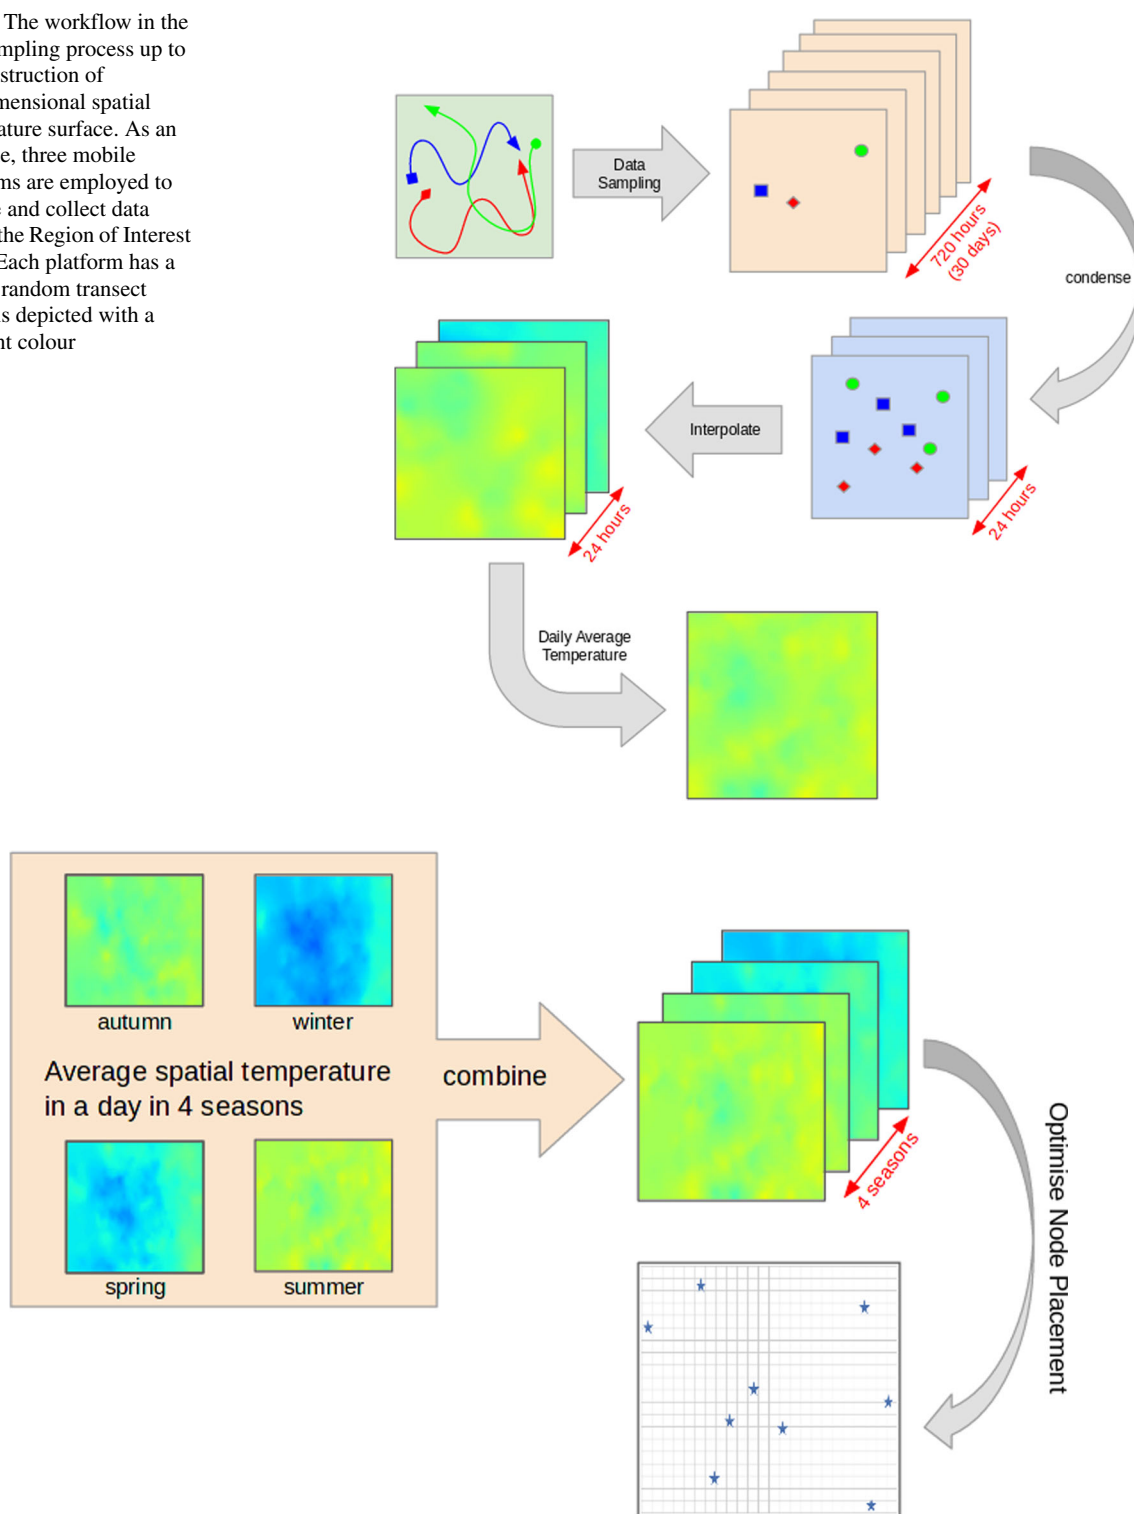 The workflow in the
mpling process up to
struction of
mensional spatial
ature surface. As an
e, three mobile
ms are employed to
e and collect data
the Region of Interest
Each platform has a
random transect
is depicted with a
nt colour
Data
Sampling
720 hours
(30 days)
condense
Interpolate
24 hours
24 hours
Daily Average
Temperature
autumn
winter
Average spatial temperature
in a day in 4 seasons
combine
spring
summer
4 seasons
Optimise Node Placement